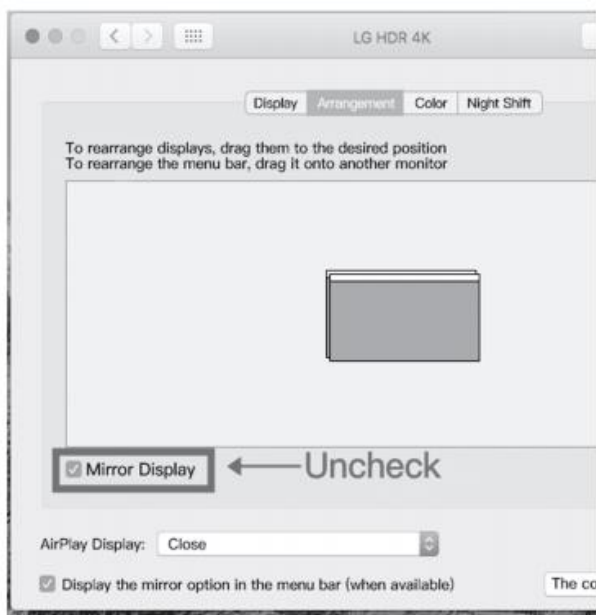 LG HDR 4K
Display Arrangement Color Night Shift
To rearrange displays, drag them to the desired position
To rearrange the menu bar, drag it onto another monitor
Mirror Display
Uncheck
AirPlay Display: Close
Display the mirror option in the menu bar (when available)
The co